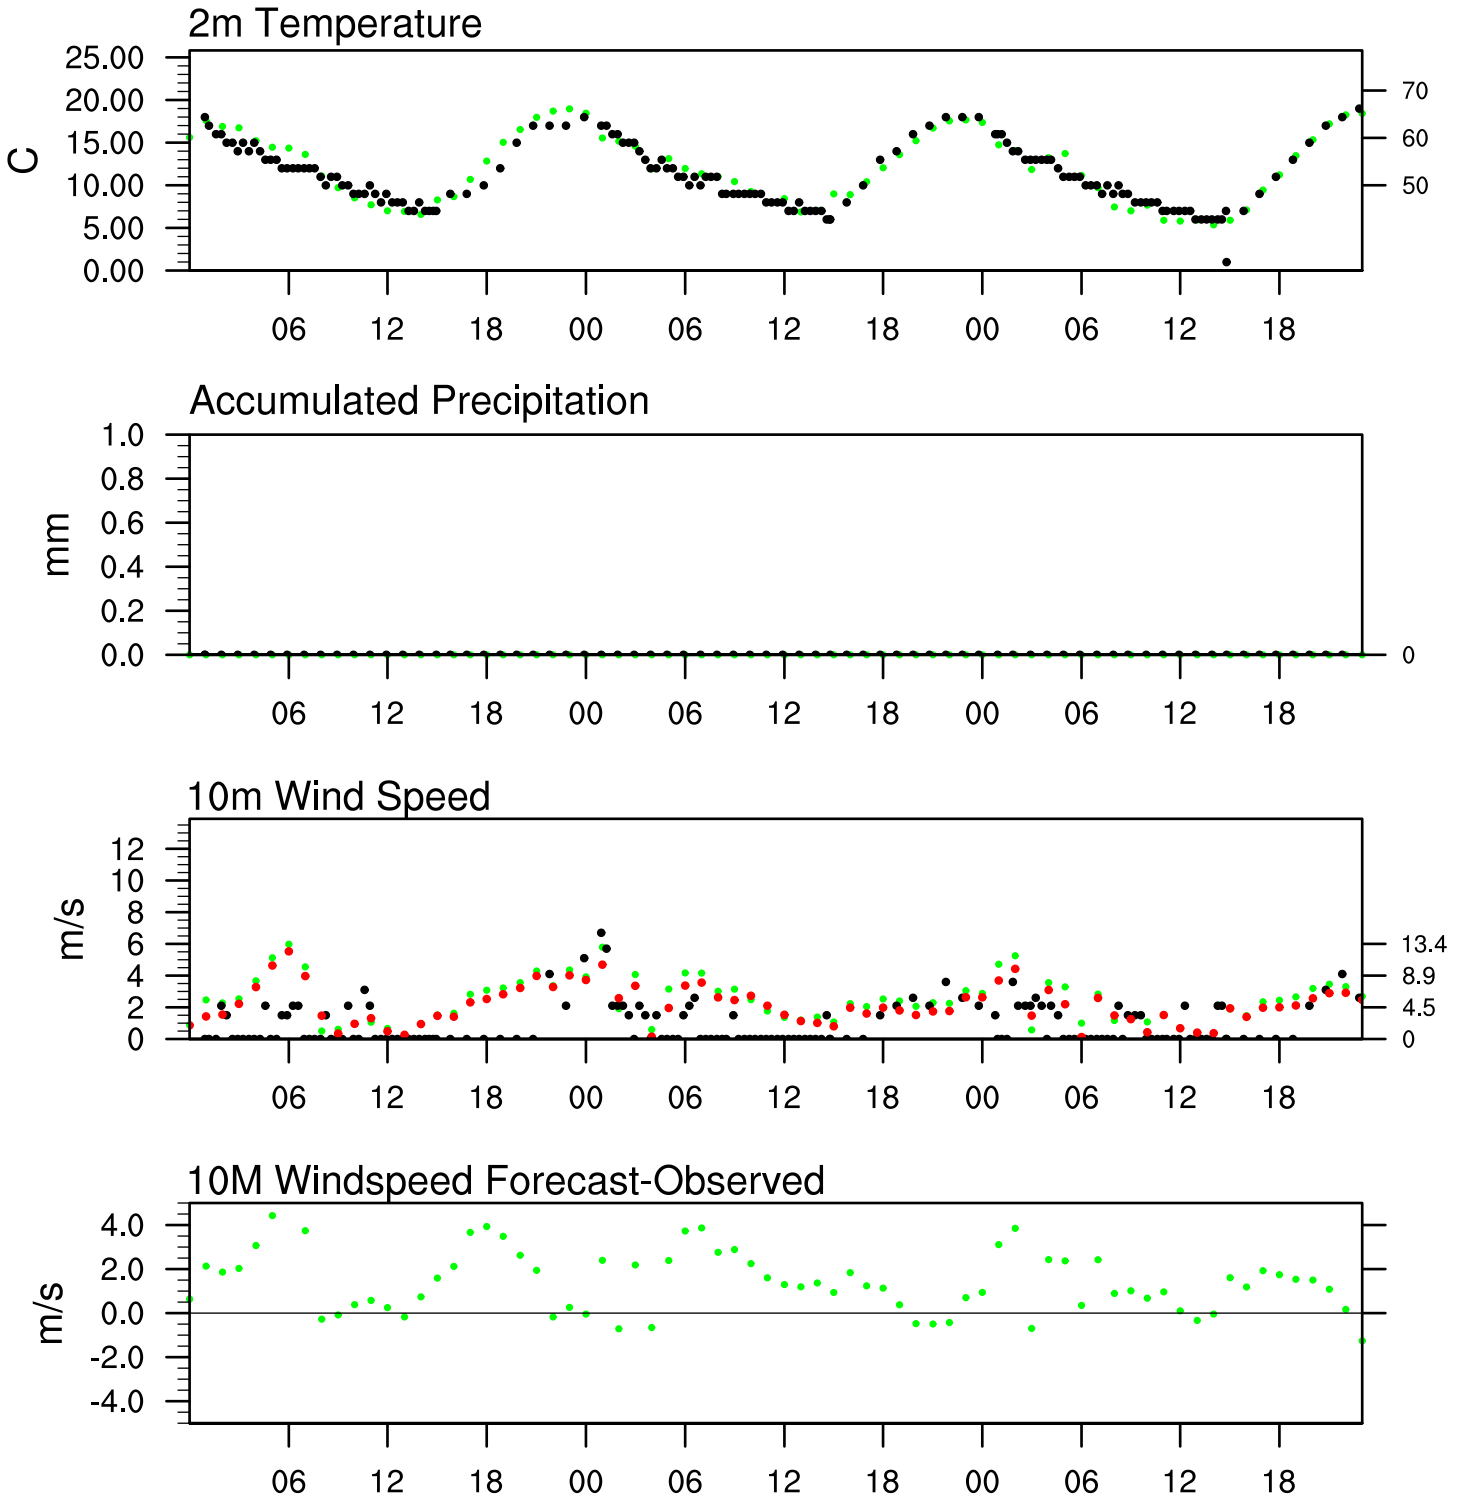 2m Temperature
25.00
20.00
15.00
10.00
5.00
0.00
C
70
60
50
06 12 18 00 06 12 18 00 06 12 18
Accumulated Precipitation
1.0
0.8
0.6
0.4
0.2
0.0
mm
0
06 12 18 00 06 12 18 00 06 12 18
10m Wind Speed
12
10
8
6
4
2
0
m/s
13.4
8.9
4.5
0
06 12 18 00 06 12 18 00 06 12 18
10M Windspeed Forecast-Observed
4.0
2.0
0.0
-2.0
-4.0
m/s
06 12 18 00 06 12 18 00 06 12 18